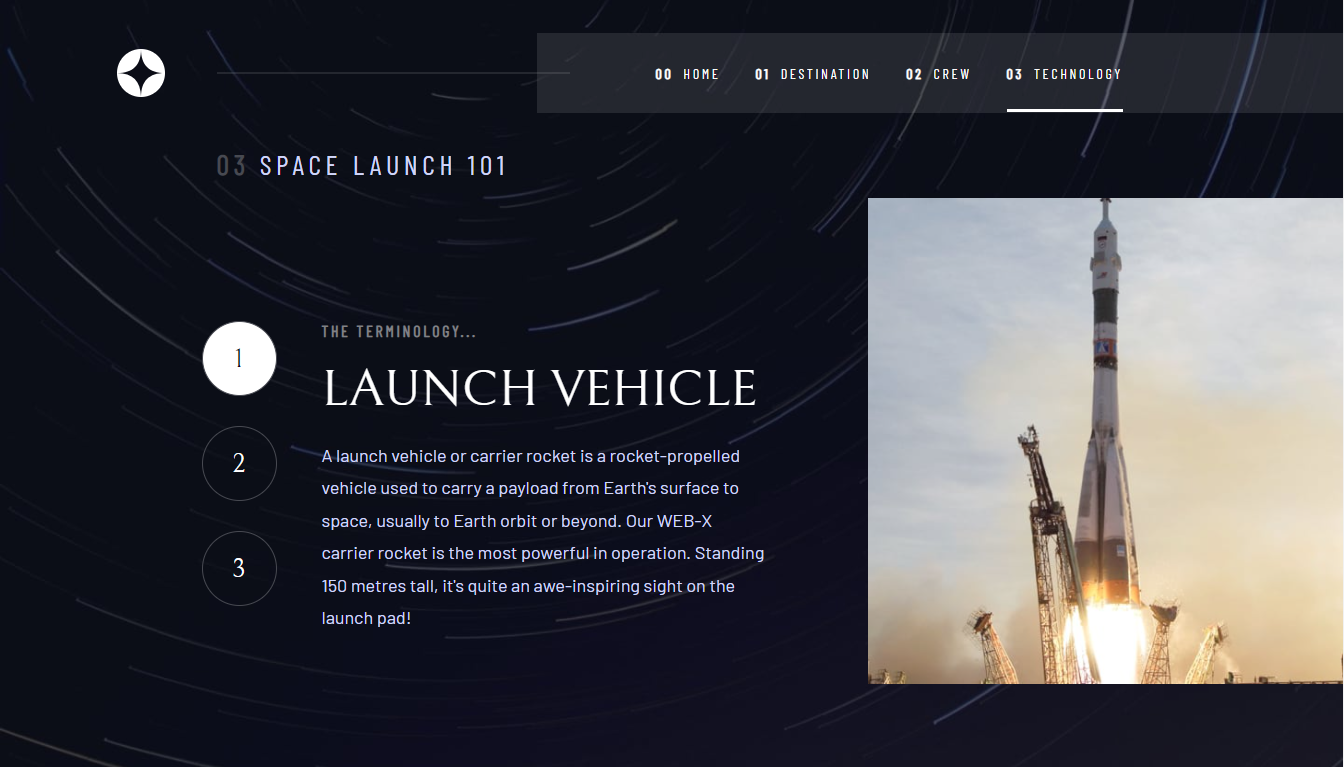 00 HOME 01 DESTINATION 02 CREW 03 TECHNOLOGY
03 SPACE LAUNCH 101
1
2
3
THE TERMINOLOGY...
LAUNCH VEHICLE
A launch vehicle or carrier rocket is a rocket-propelled
vehicle used to carry a payload from Earth's surface to
space, usually to Earth orbit or beyond. Our WEB-X
carrier rocket is the most powerful in operation. Standing
150 metres tall, it's quite an awe-inspiring sight on the
launch pad!